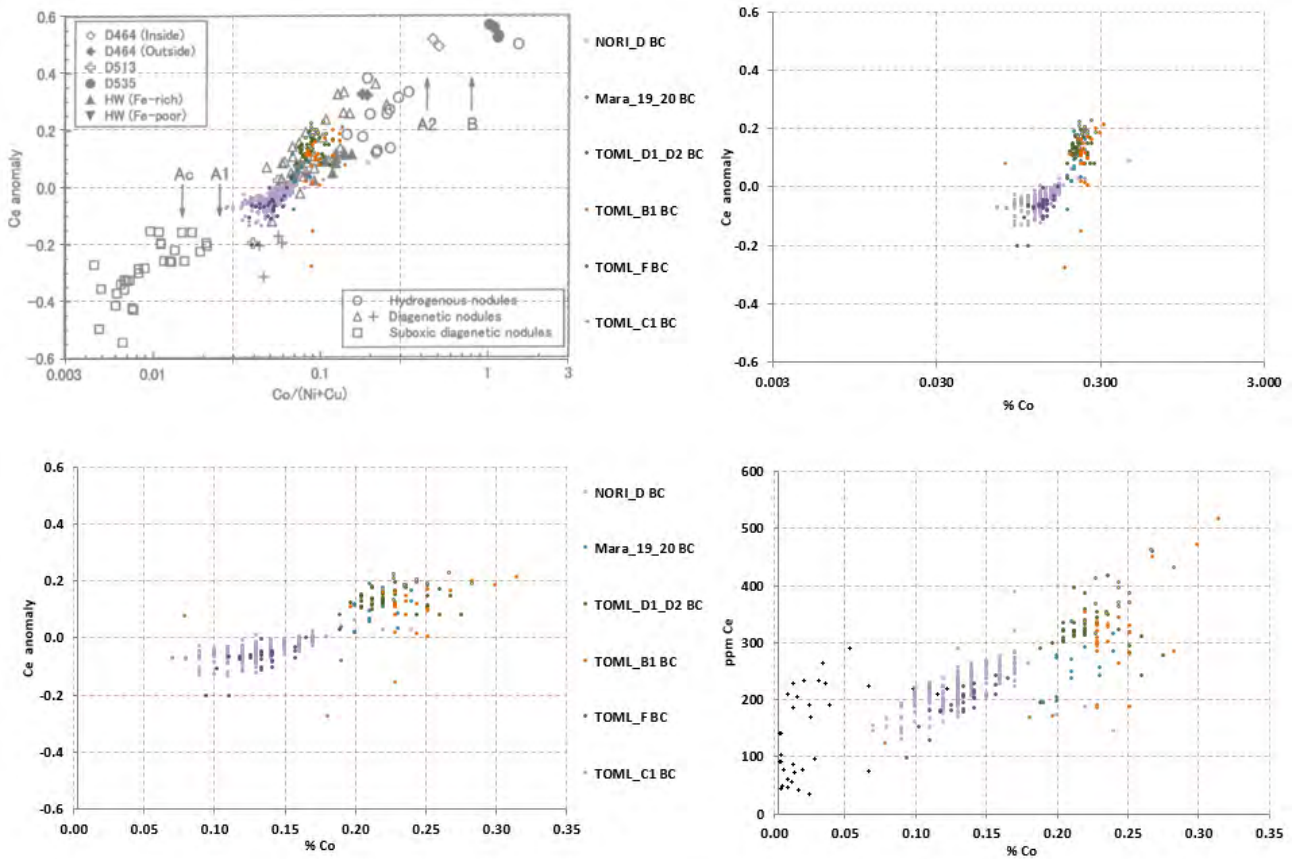 0.6
0.4
0.2
0.0
-0.2
-0.4
-0.6
Ce anomaly
D464 (Inside)
D464 (Outside)
D513
D535
HW (Fe-rich)
HW (Fe-poor)
A2
B
Ac
A1
Hydrogenous nodules
Diagenetic nodules
Suboxic diagenetic nodules
0.003
0.01
0.1
1
3
Co/(Ni+Cu)
NORI_D BC
Mara_19_20 BC
TOML_D1_D2 BC
TOML_B1 BC
TOML_F BC
TOML_C1 BC
0.6
0.4
0.2
0.0
-0.2
-0.4
-0.6
Ce anomaly
0.003
0.030
0.300
3.000
% Co
0.6
0.4
0.2
0.0
-0.2
-0.4
-0.6
Ce anomaly
0.00
0.05
0.10
0.15
0.20
0.25
0.30
0.35
% Co
NORI_D BC
Mara_19_20 BC
TOML_D1_D2 BC
TOML_B1 BC
TOML_F BC
TOML_C1 BC
600
500
400
300
200
100
0
ppm Ce
0.00
0.05
0.10
0.15
0.20
0.25
0.30
0.35
% Co